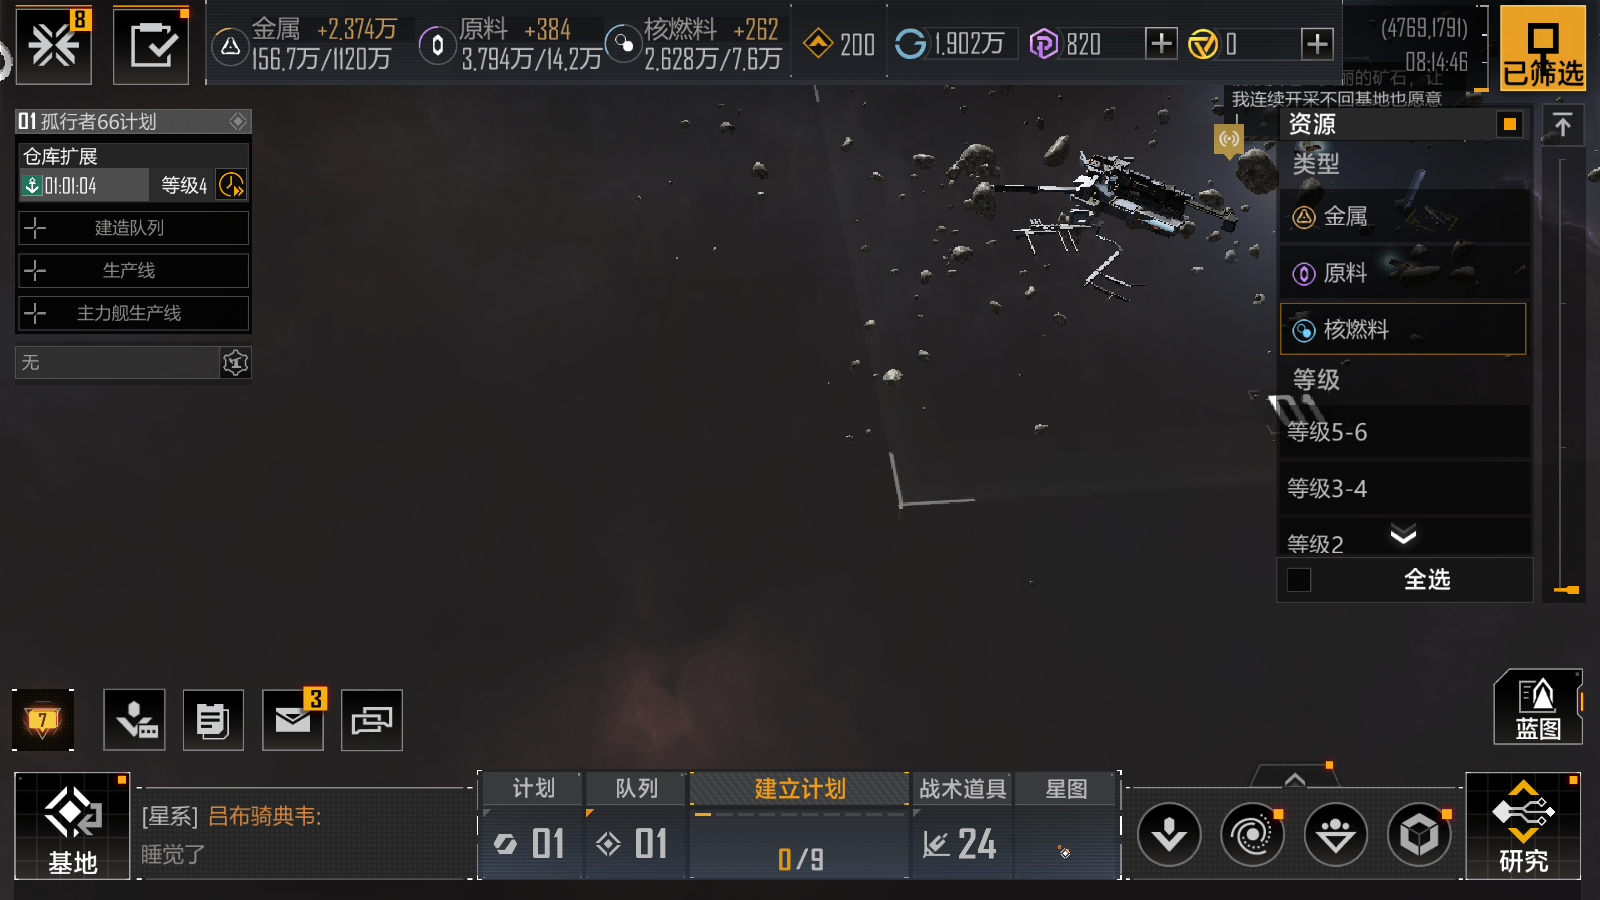 8
金属 +2.374万
156.7万/1120万
原料 +384
3.794万/14.2万
核燃料 +262
2.628万/7.6万
200
1.902万
820
0
(4769,1791)
08:14:46
已筛选
丽的矿石，让
我连续开采不回基地也愿意
01 孤行者66计划
仓库扩展
01:01:04 等级4
建造队列
生产线
主力舰生产线
无
资源
类型
金属
原料
核燃料
等级
01
等级5-6
等级3-4
等级2
全选
蓝图
7
3
基地
[星系] 吕布骑典韦:
睡觉了
计划
01
队列
01
建立计划
0/9
战术道具
24
星图
研究